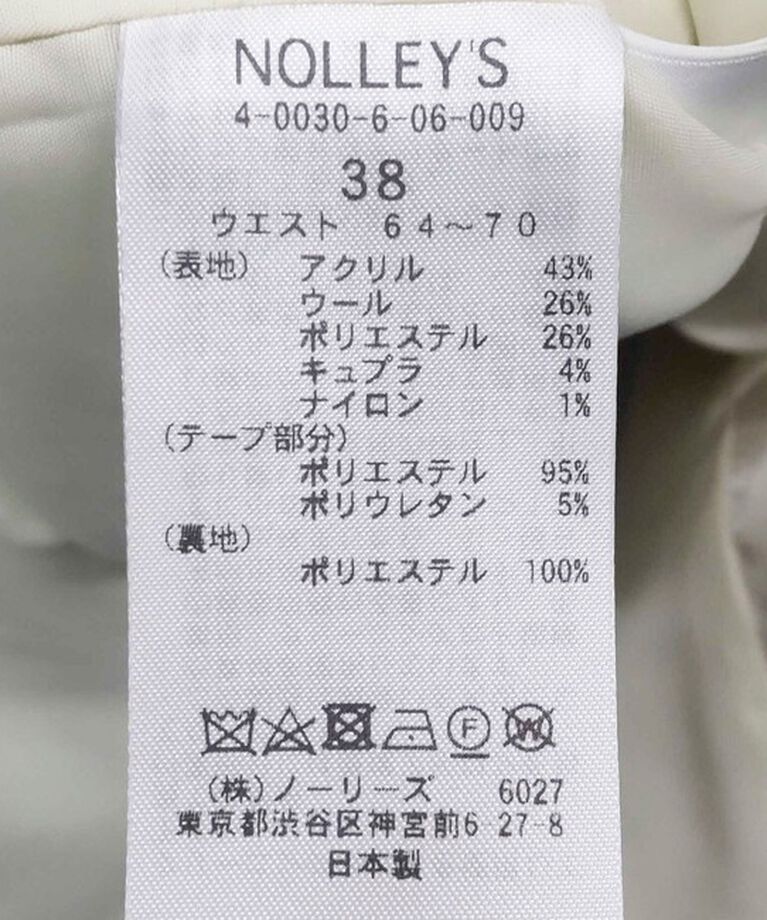 NOLLEY'S
4-0030-6-06-009
38
ウエスト 64~70
(表地) アクリル 43%
ウール 26%
ポリエステル 26%
キュプラ 4%
ナイロン 1%
(テープ部分)
ポリエステル 95%
ポリウレタン 5%
(裏地)
ポリエステル 100%
F W
(株)ノーリーズ 6027
東京都渋谷区神宮前6 27-8
日本製